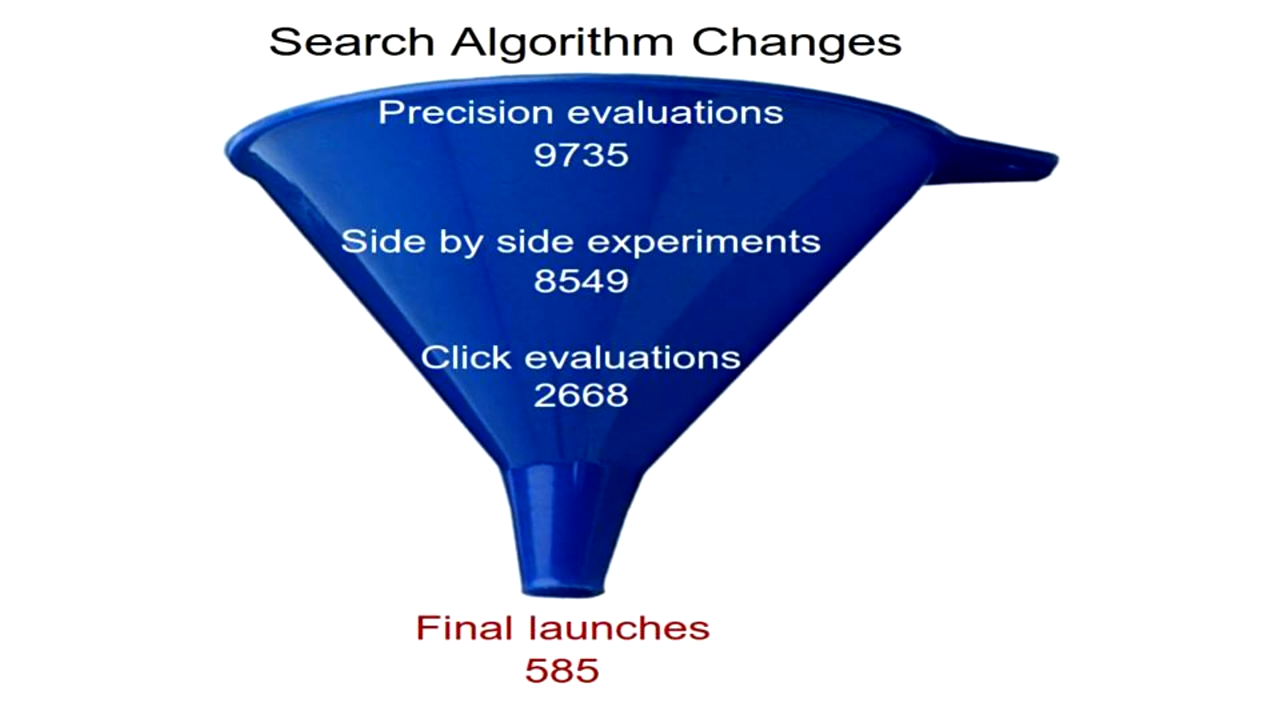 Search Algorithm Changes
Precision evaluations
9735
Side by side experiments
8549
Click evaluations
2668
Final launches
585